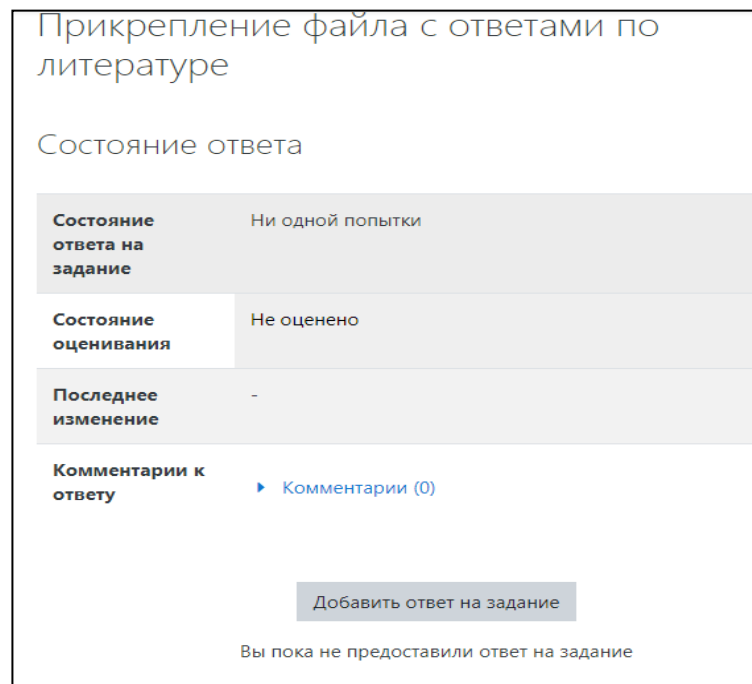 Прикрепление файла с ответами по
литературе
Состояние ответа
Состояние
ответа на
задание
Ни одной попытки
Состояние
оценивания
Не оценено
Последнее
изменение
-
Комментарии к
ответу
Комментарии (0)
Добавить ответ на задание
Вы пока не предоставили ответ на задание